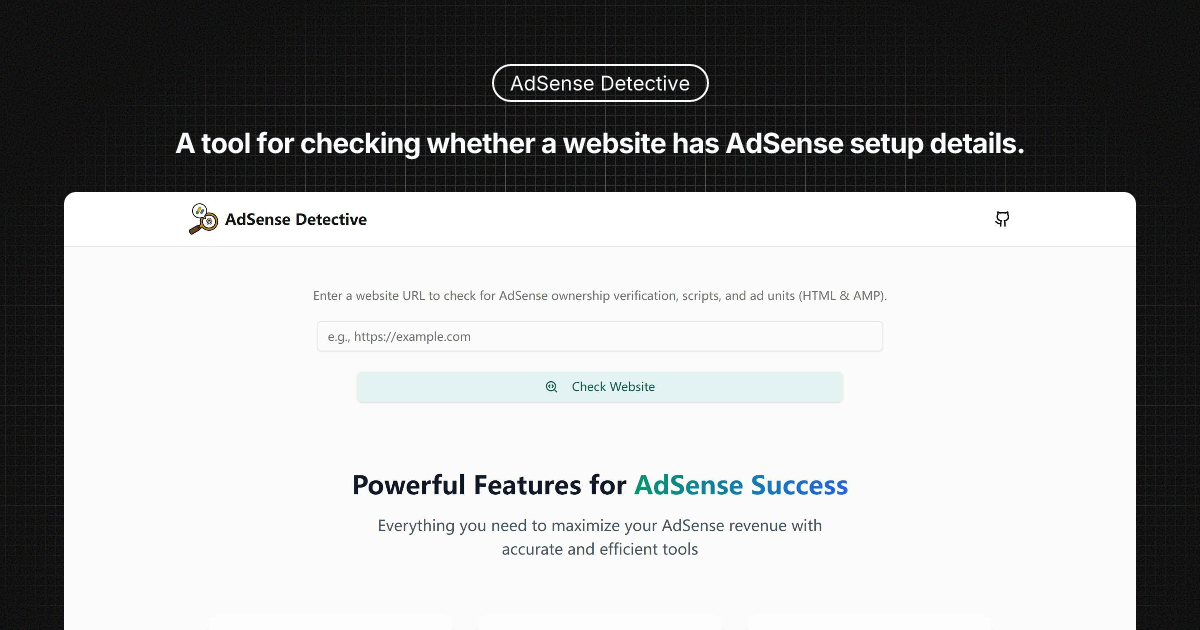 AdSense Detective
A tool for checking whether a website has AdSense setup details.
AdSense Detective
Enter a website URL to check for AdSense ownership verification, scripts, and ad units (HTML & AMP).
e.g., https://example.com
Check Website
Powerful Features for AdSense Success
Everything you need to maximize your AdSense revenue with
accurate and efficient tools